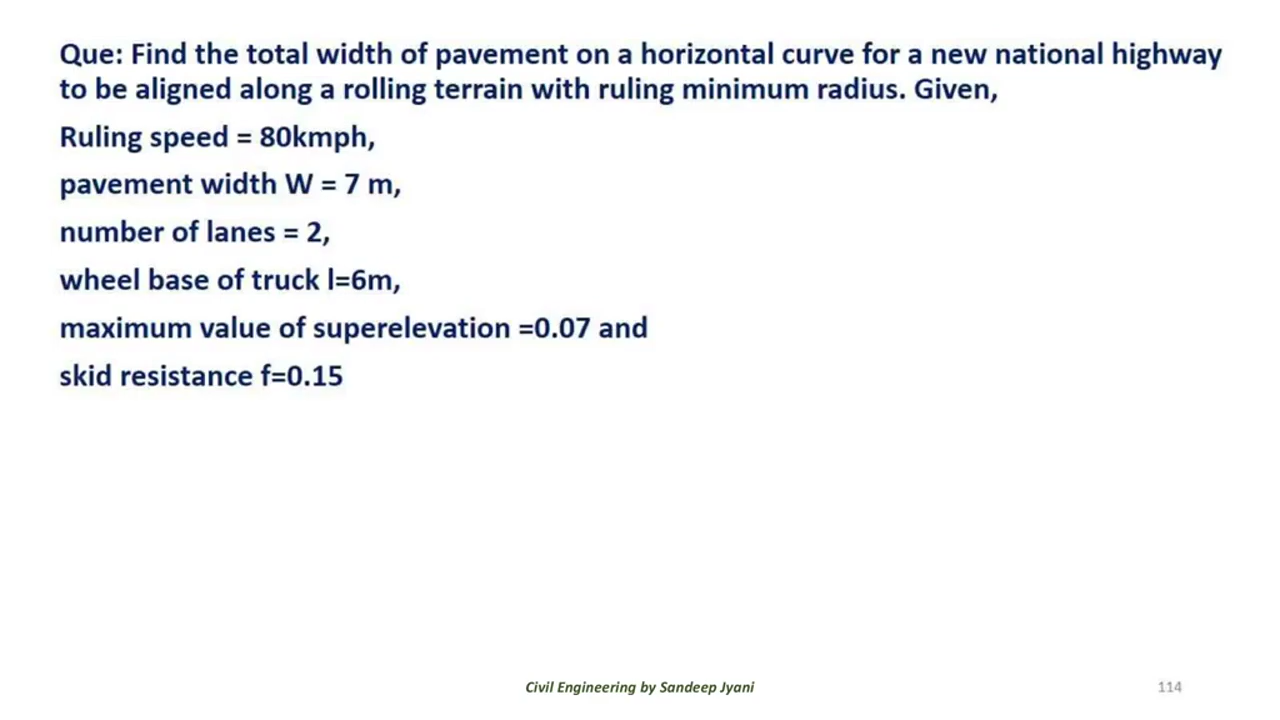 Que: Find the total width of pavement on a horizontal curve for a new national highway
to be aligned along a rolling terrain with ruling minimum radius. Given,
Ruling speed = 80kmph,
pavement width W = 7 m,
number of lanes = 2,
wheel base of truck l=6m,
maximum value of superelevation =0.07 and
skid resistance f=0.15
Civil Engineering by Sandeep Jyani
114